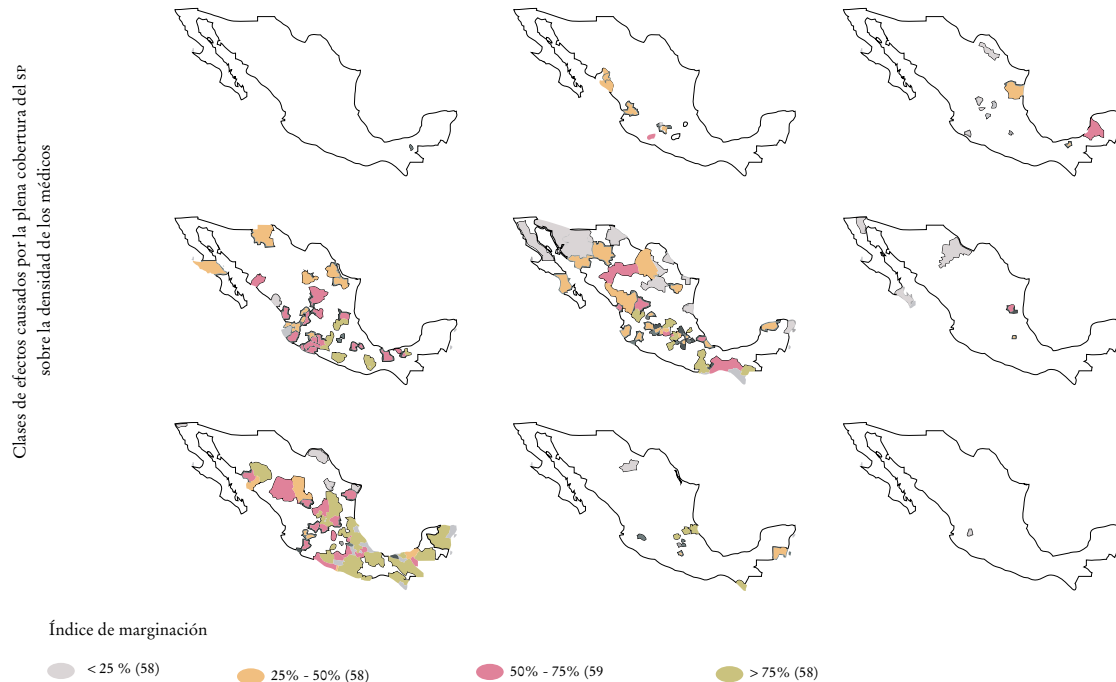 Clases de efectos causados por la plena cobertura del SP
sobre la densidad de los médicos
Índice de marginación
< 25 % (58)
25% - 50% (58)
50% - 75% (59
> 75% (58)